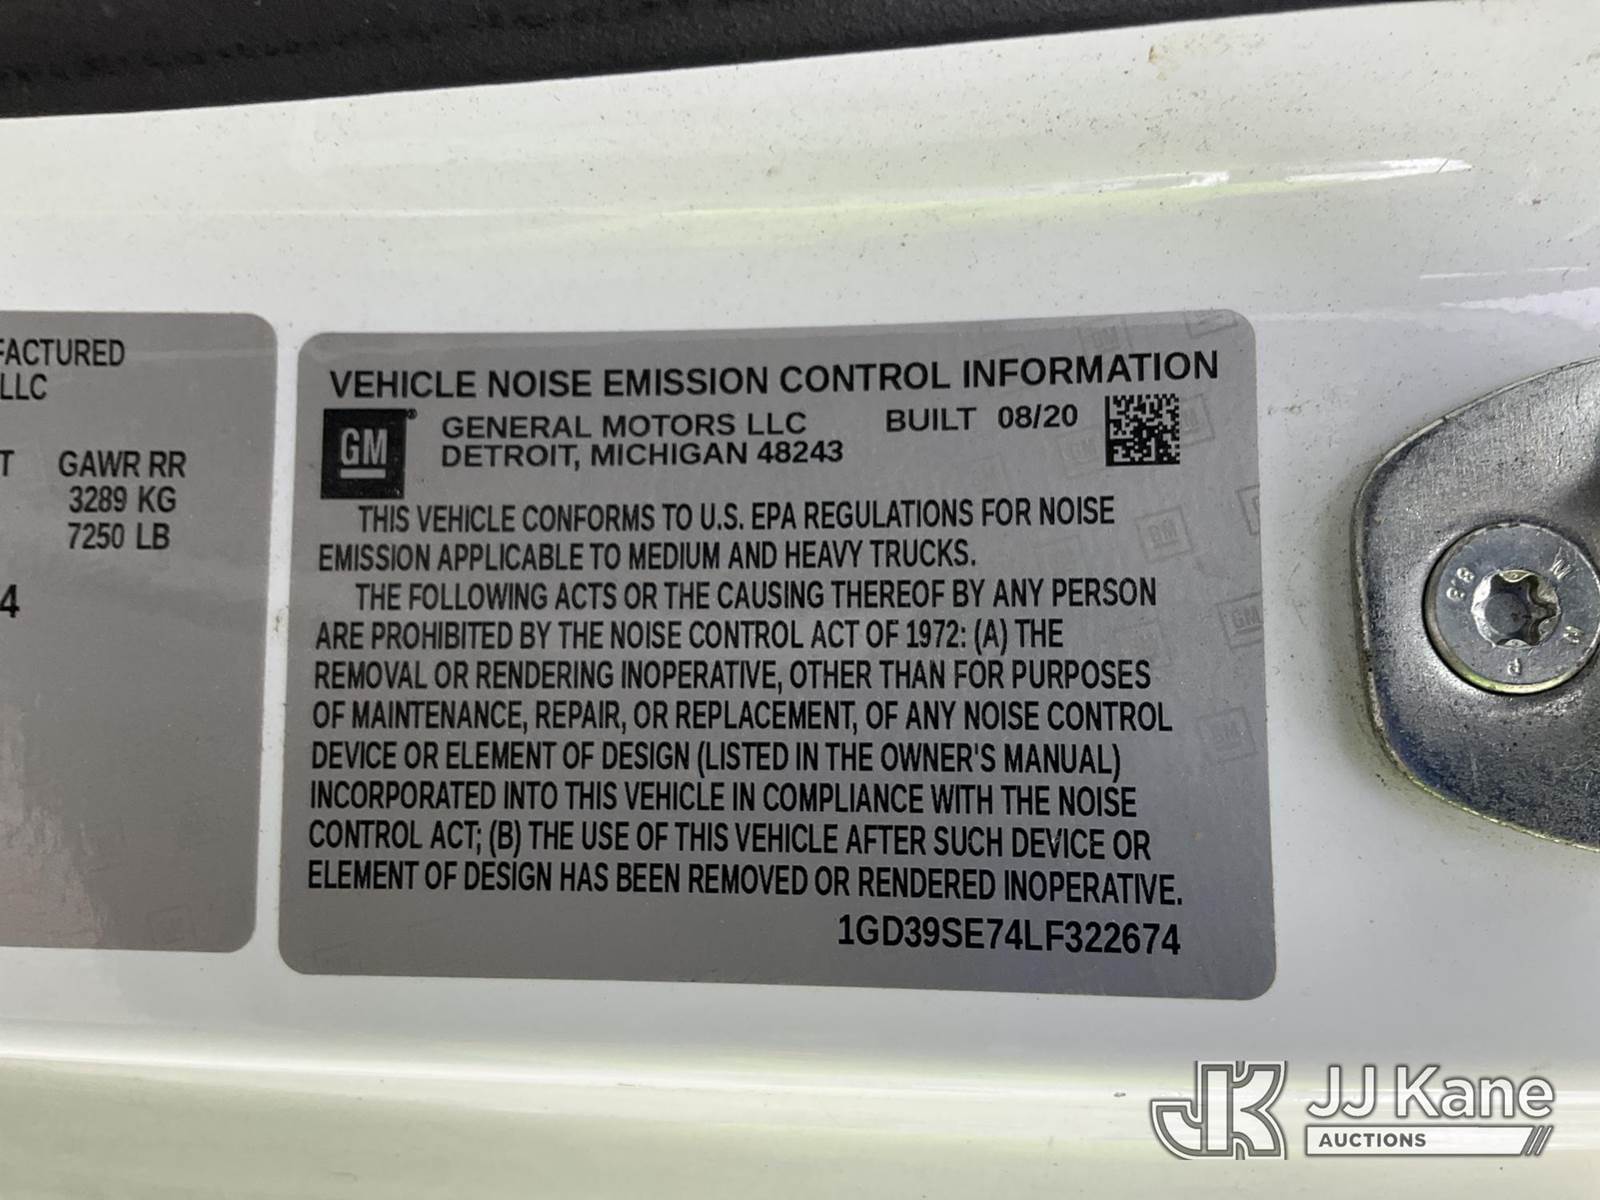 FACTURED
LLC
T GAWR RR
3289 KG
7250 LB
4
VEHICLE NOISE EMISSION CONTROL INFORMATION
GM®
GENERAL MOTORS LLC BUILT 08/20
DETROIT, MICHIGAN 48243
THIS VEHICLE CONFORMS TO U.S. EPA REGULATIONS FOR NOISE
EMISSION APPLICABLE TO MEDIUM AND HEAVY TRUCKS.
THE FOLLOWING ACTS OR THE CAUSING THEREOF BY ANY PERSON
ARE PROHIBITED BY THE NOISE CONTROL ACT OF 1972: (A) THE
REMOVAL OR RENDERING INOPERATIVE, OTHER THAN FOR PURPOSES
OF MAINTENANCE, REPAIR, OR REPLACEMENT, OF ANY NOISE CONTROL
DEVICE OR ELEMENT OF DESIGN (LISTED IN THE OWNER'S MANUAL)
INCORPORATED INTO THIS VEHICLE IN COMPLIANCE WITH THE NOISE
CONTROL ACT; (B) THE USE OF THIS VEHICLE AFTER SUCH DEVICE OR
ELEMENT OF DESIGN HAS BEEN REMOVED OR RENDERED INOPERATIVE.
1GD39SE74LF322674
JK JJ Kane
AUCTIONS